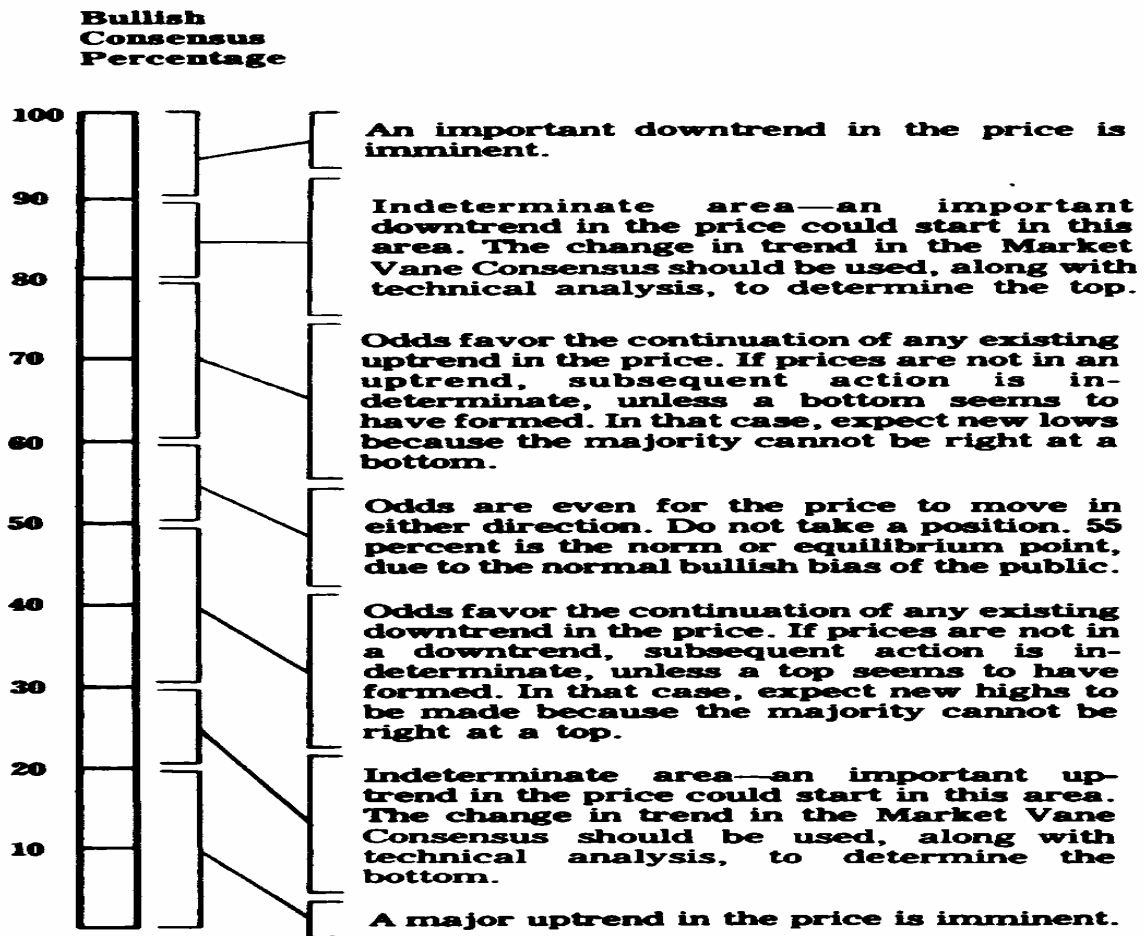 Bullish
Consensus
Percentage
100
An important downtrend in the price is
imminent.
90
Indeterminate area—an important
downtrend in the price could start in this
area. The change in trend in the Market
Vane Consensus should be used, along with
technical analysis, to determine the top.
80
Odds favor the continuation of any existing
uptrend in the price. If prices are not in an
uptrend, subsequent action is in-
determinate, unless a bottom seems to
have formed. In that case, expect new lows
because the majority cannot be right at a
bottom.
70
60
Odds are even for the price to move in
either direction. Do not take a position. 55
percent is the norm or equilibrium point,
due to the normal bullish bias of the public.
50
40
Odds favor the continuation of any existing
downtrend in the price. If prices are not in
a downtrend, subsequent action is in-
determinate, unless a top seems to have
formed. In that case, expect new highs to
be made because the majority cannot be
right at a top.
30
20
Indeterminate area—an important up-
trend in the price could start in this area.
The change in trend in the Market Vane
Consensus should be used, along with
technical analysis, to determine the
bottom.
10
A major uptrend in the price is imminent.